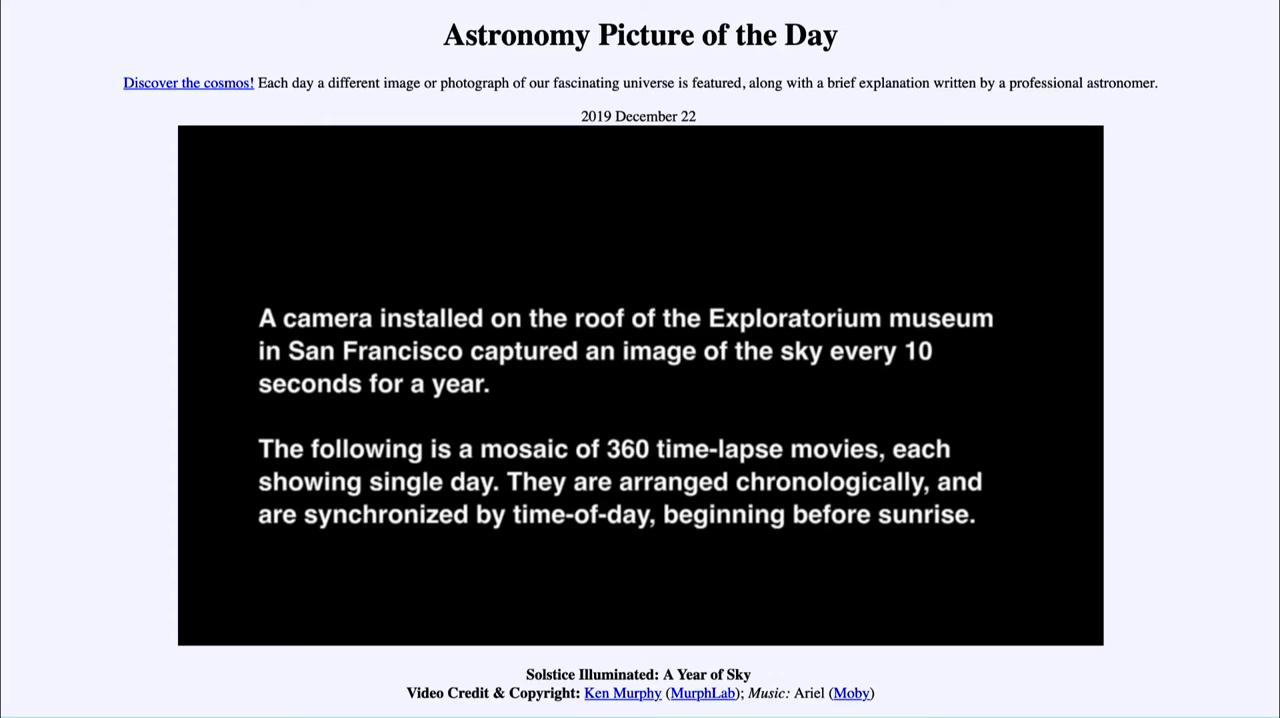 Astronomy Picture of the Day
Discover the cosmos! Each day a different image or photograph of our fascinating universe is featured, along with a brief explanation written by a professional astronomer.
2019 December 22
A camera installed on the roof of the Exploratorium museum
in San Francisco captured an image of the sky every 10
seconds for a year.
The following is a mosaic of 360 time-lapse movies, each
showing single day. They are arranged chronologically, and
are synchronized by time-of-day, beginning before sunrise.
Solstice Illuminated: A Year of Sky
Video Credit & Copyright: Ken Murphy (MurphLab); Music: Ariel (Moby)